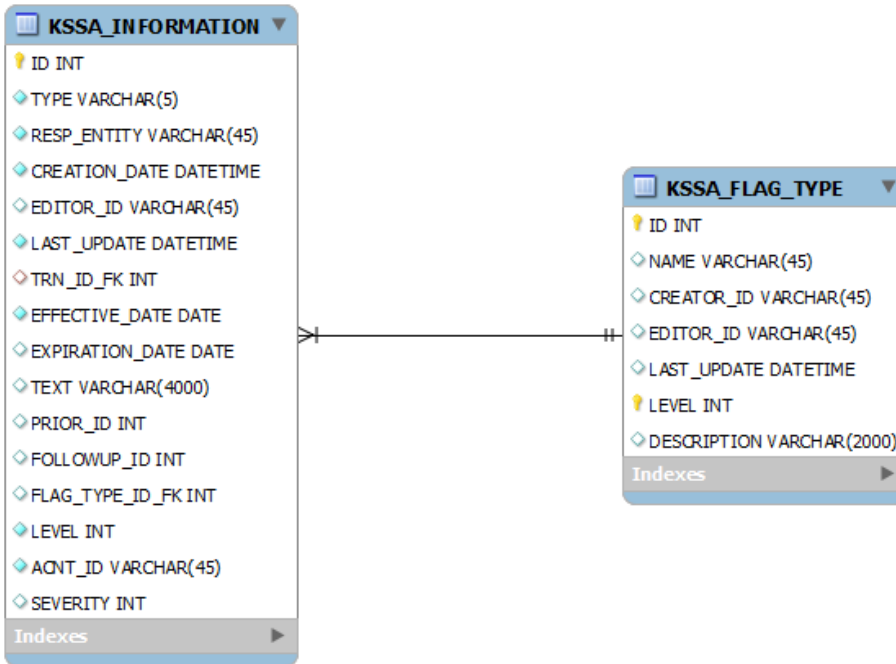 KSSA_INFORMATION
ID INT
TYPE VARCHAR(5)
RESP_ENTITY VARCHAR(45)
CREATION_DATE DATETIME
EDITOR_ID VARCHAR(45)
LAST_UPDATE DATETIME
TRN_ID_FK INT
EFFECTIVE_DATE DATE
EXPIRATION_DATE DATE
TEXT VARCHAR(4000)
PRIOR_ID INT
FOLLOWUP_ID INT
FLAG_TYPE_ID_FK INT
LEVEL INT
ACNT_ID VARCHAR(45)
SEVERITY INT
Indexes
KSSA_FLAG_TYPE
ID INT
NAME VARCHAR(45)
CREATOR_ID VARCHAR(45)
EDITOR_ID VARCHAR(45)
LAST_UPDATE DATETIME
LEVEL INT
DESCRIPTION VARCHAR(2000)
Indexes